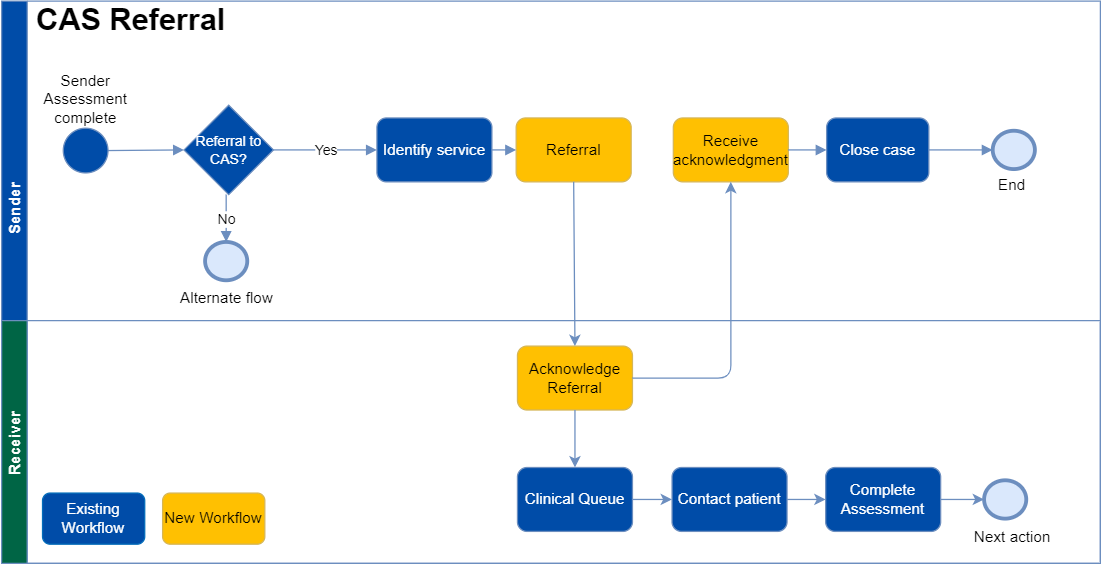 CAS Referral
Sender
Assessment
complete
Referral to
CAS?
Yes
Identify service
Referral
Receive
acknowledgment
Close case
End
No
Alternate flow
Sender
Acknowledge
Referral
Clinical Queue
Contact patient
Complete
Assessment
Next action
Receiver
Existing
Workflow
New Workflow